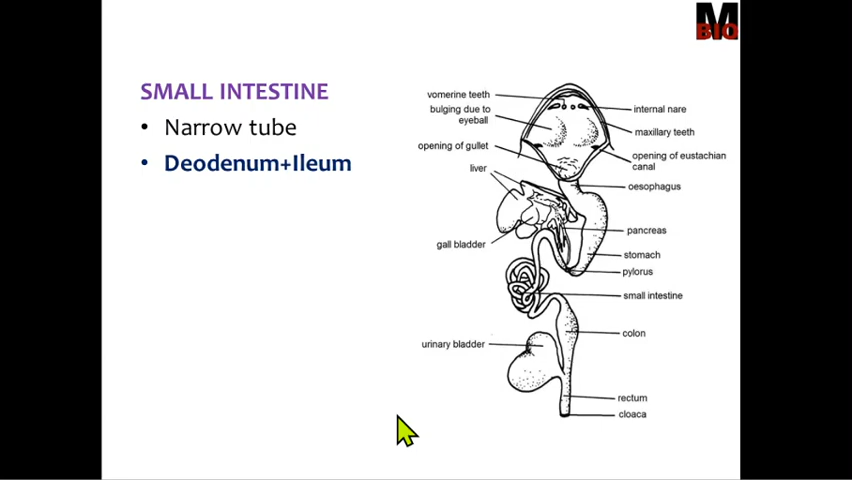 M
BIO
SMALL INTESTINE
• Narrow tube
• Deodenum+Ileum
vomerine teeth
bulging due to
eyeball
opening of gullet
liver
gall bladder
urinary bladder
internal nare
maxillary teeth
opening of eustachian
canal
oesophagus
pancreas
stomach
pylorus
small intestine
colon
rectum
cloaca